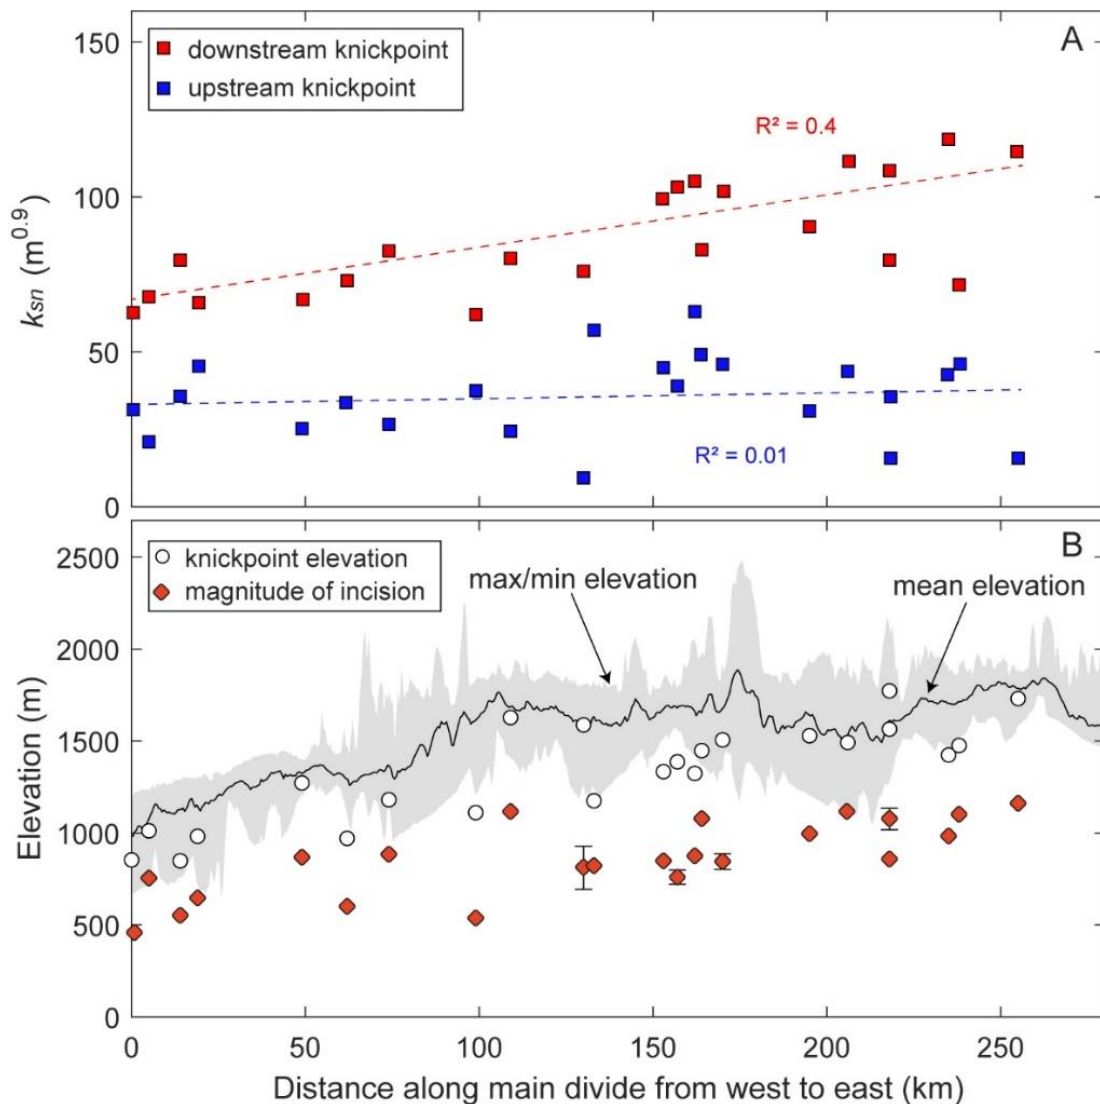 A
downstream knickpoint
upstream knickpoint
R² = 0.4
R² = 0.01
150
100
50
0
ksn (m0.9)
B
knickpoint elevation
magnitude of incision
max/min elevation
mean elevation
2500
2000
1500
1000
500
0
Elevation (m)
0 50 100 150 200 250
Distance along main divide from west to east (km)